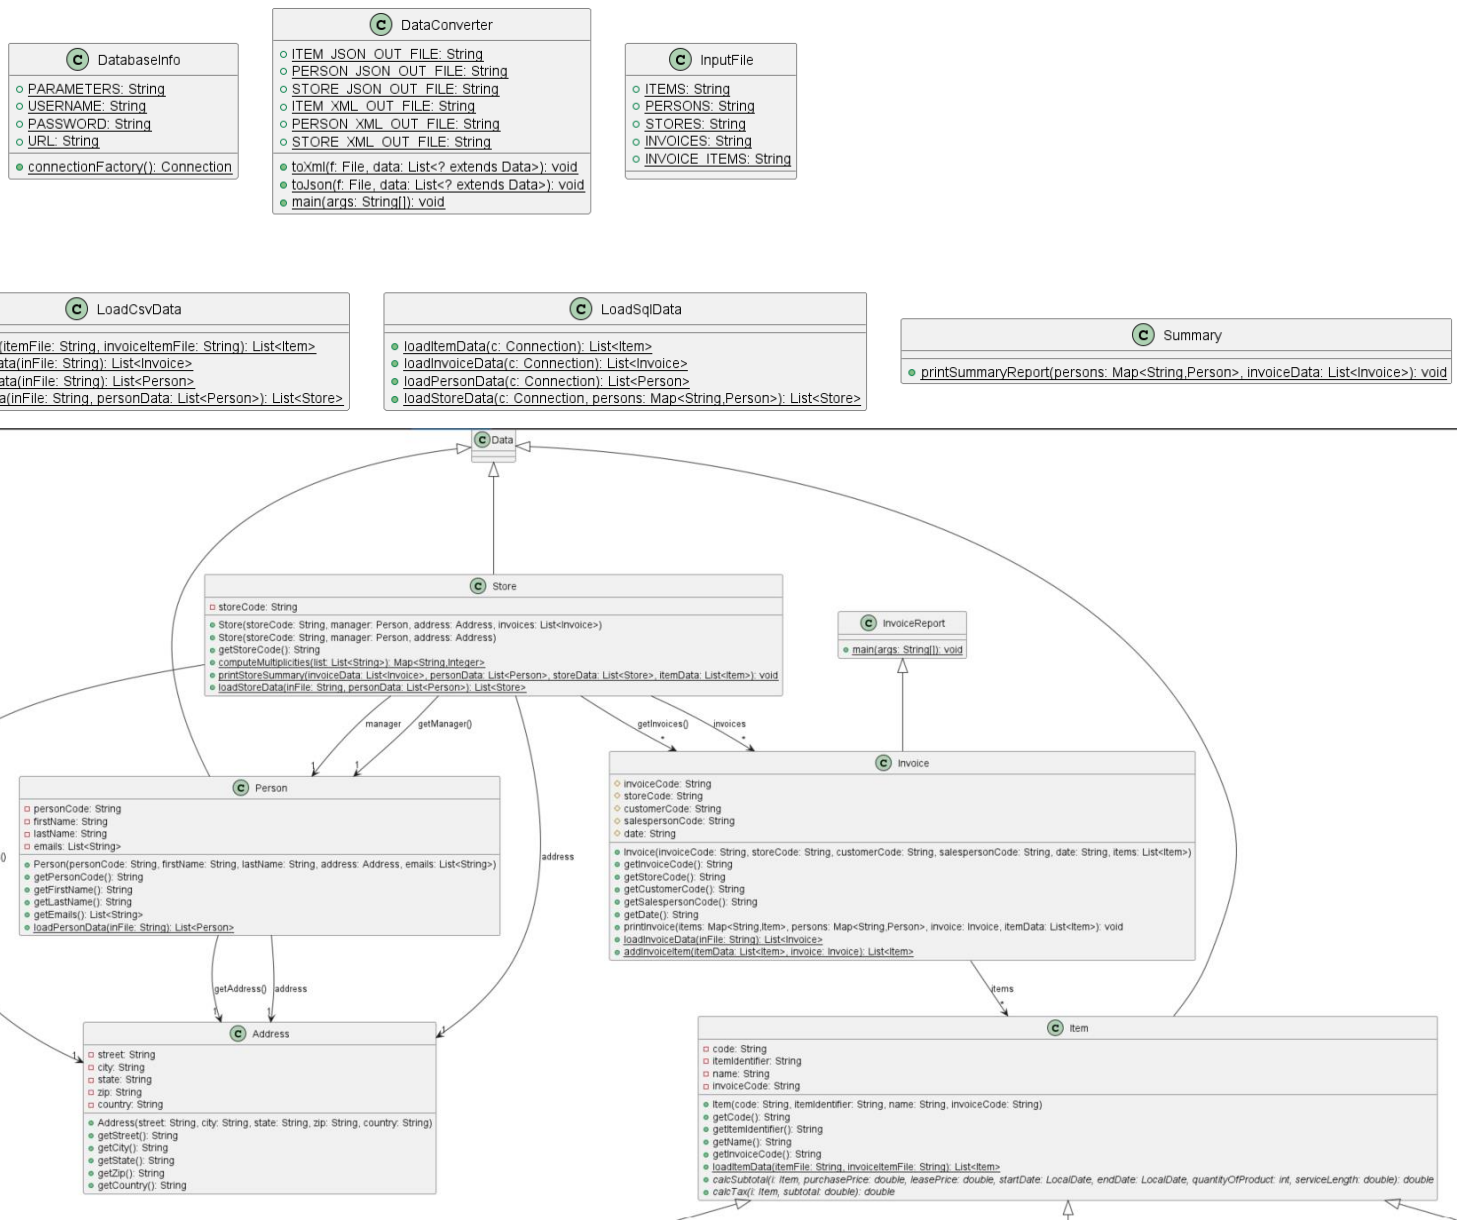 C DatabaseInfo
PARAMETERS: String
USERNAME: String
PASSWORD: String
URL: String
connectionFactory(): Connection
C DataConverter
ITEM_JSON_OUT_FILE: String
PERSON_JSON_OUT_FILE: String
STORE_JSON_OUT_FILE: String
ITEM_XML_OUT_FILE: String
PERSON_XML_OUT_FILE: String
STORE_XML_OUT_FILE: String
toXml(f: File, data: List<? extends Data>): void
toJson(f: File, data: List<? extends Data>): void
main(args: String[]): void
C InputFile
ITEMS: String
PERSONS: String
STORES: String
INVOICES: String
INVOICE_ITEMS: String
C LoadCsvData
(itemFile: String, invoiceItemFile: String): List<Item>
ata(inFile: String): List<Invoice>
ata(inFile: String): List<Person>
a(inFile: String, personData: List<Person>): List<Store>
C LoadSqlData
loadItemData(c: Connection): List<Item>
loadInvoiceData(c: Connection): List<Invoice>
loadPersonData(c: Connection): List<Person>
loadStoreData(c: Connection, persons: Map<String,Person>): List<Store>
C Summary
printSummaryReport(persons: Map<String,Person>, invoiceData: List<Invoice>): void
C Data
C Store
storeCode: String
Store(storeCode: String, manager: Person, address: Address, invoices: List<Invoice>)
Store(storeCode: String, manager: Person, address: Address)
getStoreCode(): String
computeMultiplicities(list: List<String>): Map<String,Integer>
printStoreSummary(invoiceData: List<Invoice>, personData: List<Person>, storeData: List<Store>, itemData: List<Item>): void
loadStoreData(inFile: String, personData: List<Person>): List<Store>
C InvoiceReport
main(args: String[]): void
manager
getManager()
getInvoices()
invoices
1
1
*
*
C Person
personCode: String
firstName: String
lastName: String
emails: List<String>
Person(personCode: String, firstName: String, lastName: String, address: Address, emails: List<String>)
getPersonCode(): String
getFirstName(): String
getLastName(): String
getEmails(): List<String>
loadPersonData(inFile: String): List<Person>
()
address
C Invoice
invoiceCode: String
storeCode: String
customerCode: String
salespersonCode: String
date: String
Invoice(invoiceCode: String, storeCode: String, customerCode: String, salespersonCode: String, date: String, items: List<Item>)
getInvoiceCode(): String
getStoreCode(): String
getCustomerCode(): String
getSalespersonCode(): String
getDate(): String
printInvoice(items: Map<String,Item>, persons: Map<String,Person>, invoice: Invoice, itemData: List<Item>): void
loadInvoiceData(inFile: String): List<Invoice>
addInvoiceItem(itemData: List<Item>, invoice: Invoice): List<Item>
getAddress()
address
items
1
1
*
1
1
C Address
street: String
city: String
state: String
zip: String
country: String
Address(street: String, city: String, state: String, zip: String, country: String)
getStreet(): String
getCity(): String
getState(): String
getZip(): String
getCountry(): String
C Item
code: String
itemIdentifier: String
name: String
invoiceCode: String
Item(code: String, itemIdentifier: String, name: String, invoiceCode: String)
getCode(): String
getItemIdentifier(): String
getName(): String
getInvoiceCode(): String
loadItemData(itemFile: String, invoiceItemFile: String): List<Item>
calcSubtotal(i: Item, purchasePrice: double, leasePrice: double, startDate: LocalDate, endDate: LocalDate, quantityOfProduct: int, serviceLength: double): double
calcTax(i: Item, subtotal: double): double